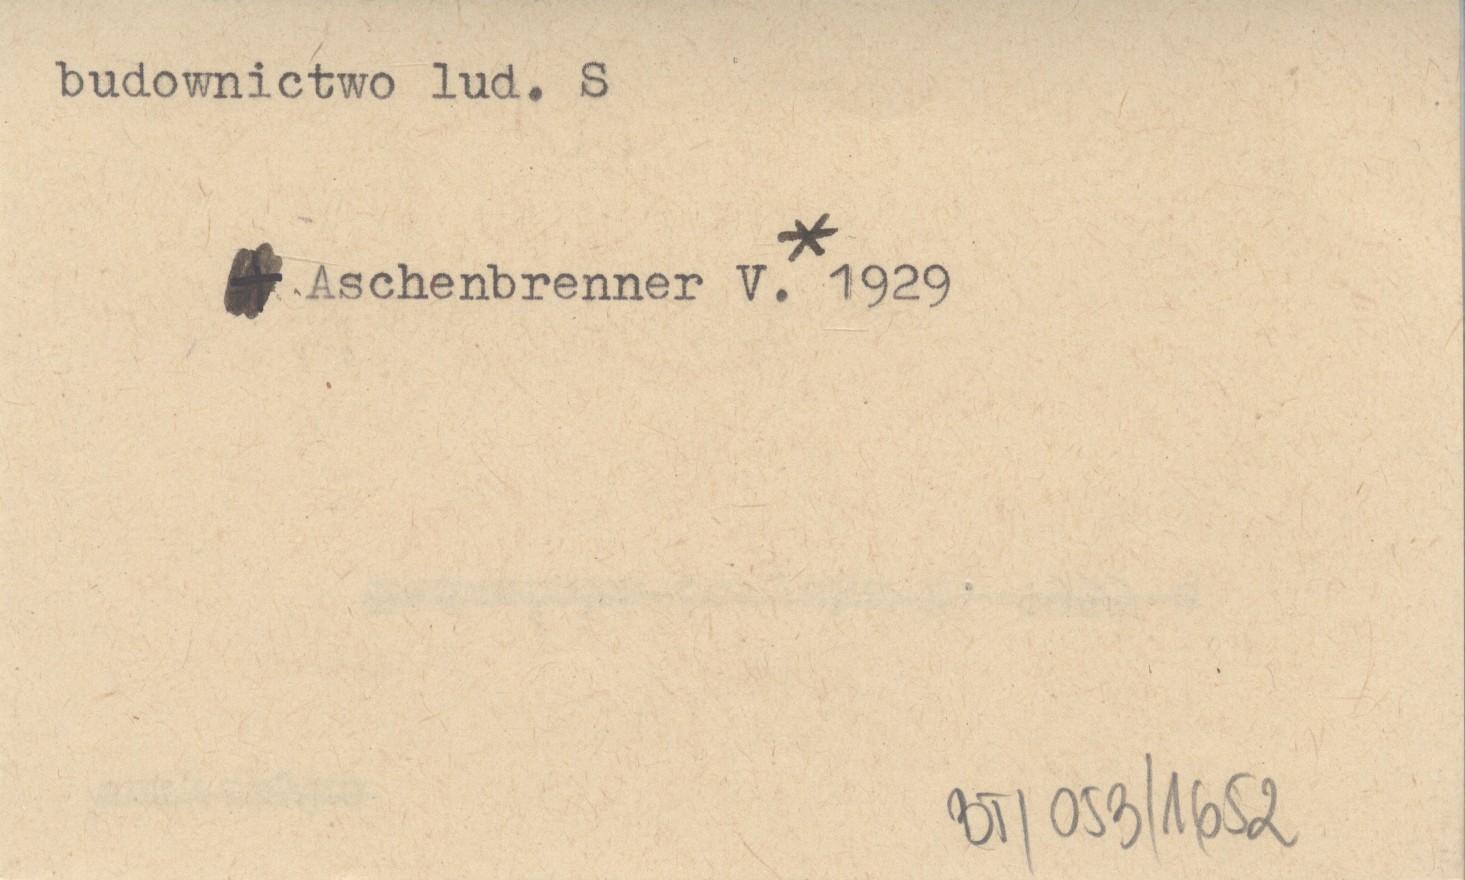 budownictwo lud. S
Aschenbrenner V.* 1929
BT/053/1652